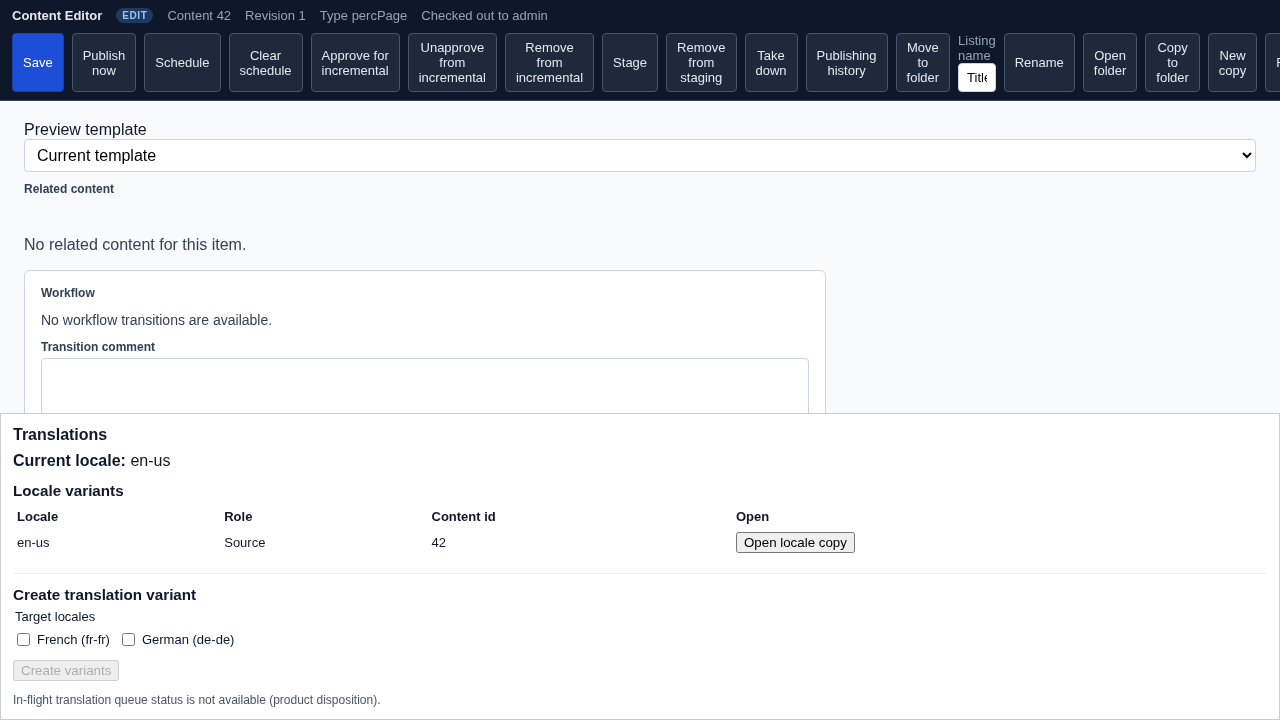 Content Editor EDIT Content 42 Revision 1 Type percPage Checked out to admin
Save
Publish
now
Schedule
Clear
schedule
Approve for
incremental
Unapprove
from
incremental
Remove
from
incremental
Stage
Remove
from
staging
Take
down
Publishing
history
Move
to
folder
Listing
name
Title
Rename
Open
folder
Copy
to
folder
New
copy
Preview template
Current template
Related content
No related content for this item.
Workflow
No workflow transitions are available.
Transition comment
Translations
Current locale: en-us
Locale variants
Locale Role Content id Open
en-us Source 42 Open locale copy
Create translation variant
Target locales
French (fr-fr) German (de-de)
Create variants
In-flight translation queue status is not available (product disposition).